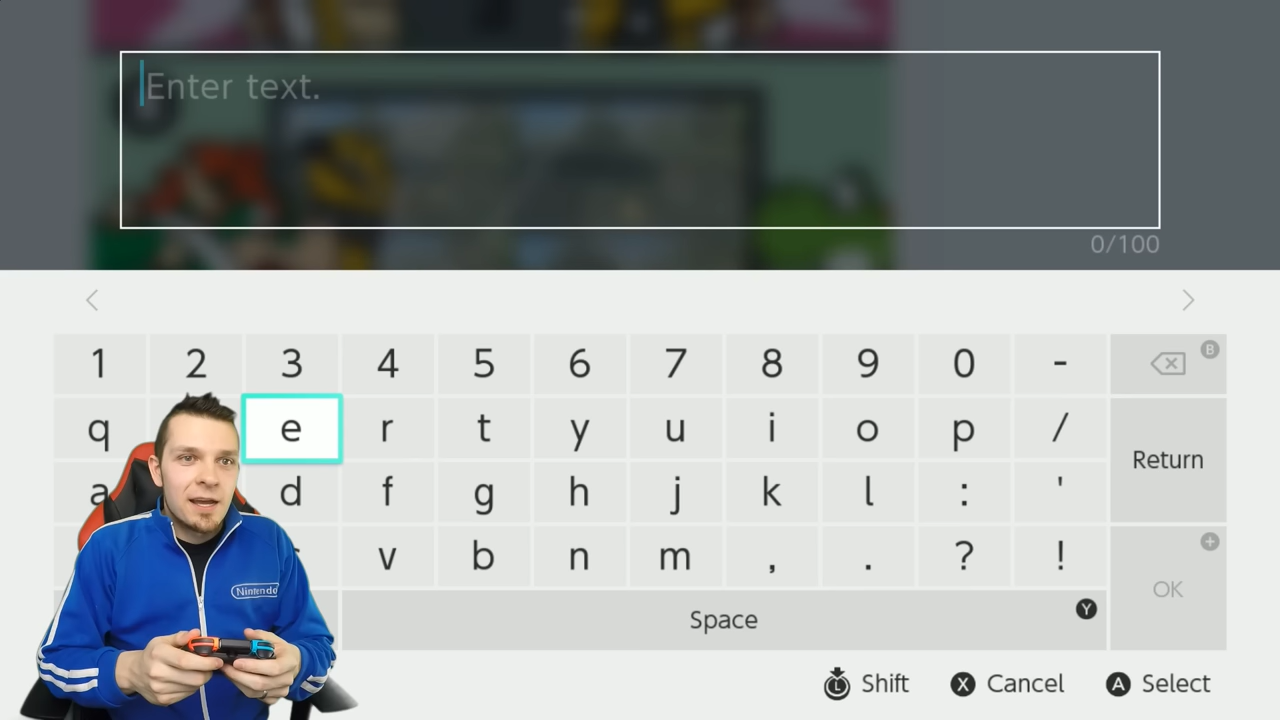 Enter text.
0/100
1 2 3 4 5 6 7 8 9 0 - B
q e r t y u i o p /
Return
a d f g h j k l : '
v b n m , . ? ! +
OK
Space Y
Nintendo
L Shift X Cancel A Select